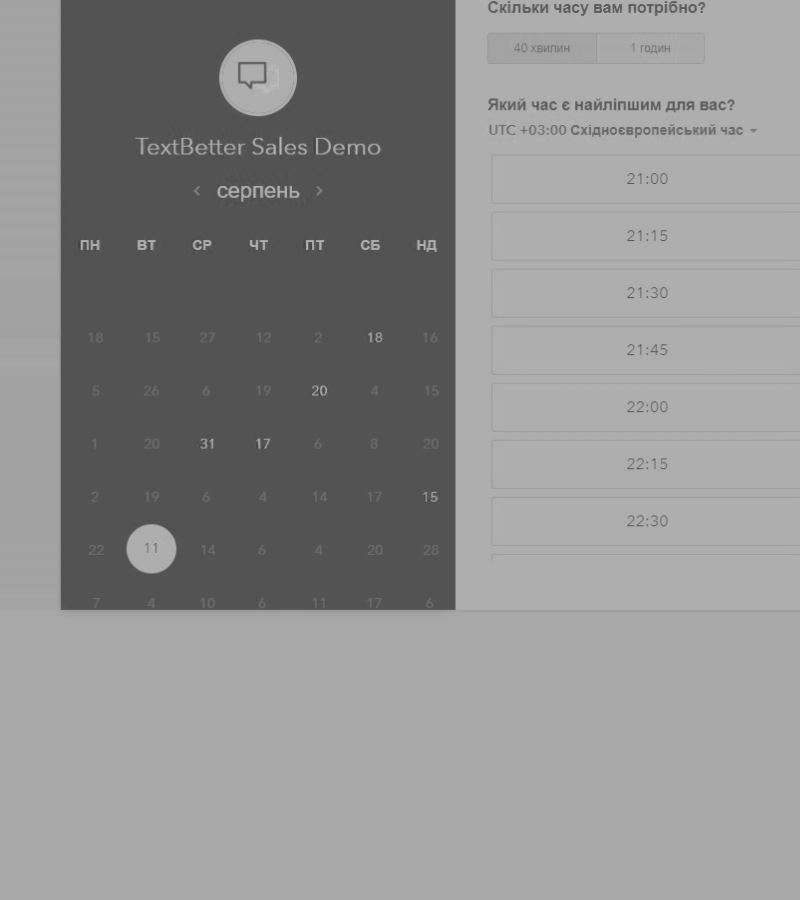 TextBetter Sales Demo
серпень
ПН ВТ СР ЧТ ПТ СБ НД
18 15 27 12 2 18 16
5 26 6 19 20 4 15
1 20 31 17 6 8 20
2 19 6 4 14 17 15
22 11 14 6 4 20 28
7 4 10 6 11 17 6
Скільки часу вам потрібно?
40 хвилин 1 годин
Який час є найліпшим для вас?
UTC +03:00 Східноєвропейський час
21:00
21:15
21:30
21:45
22:00
22:15
22:30